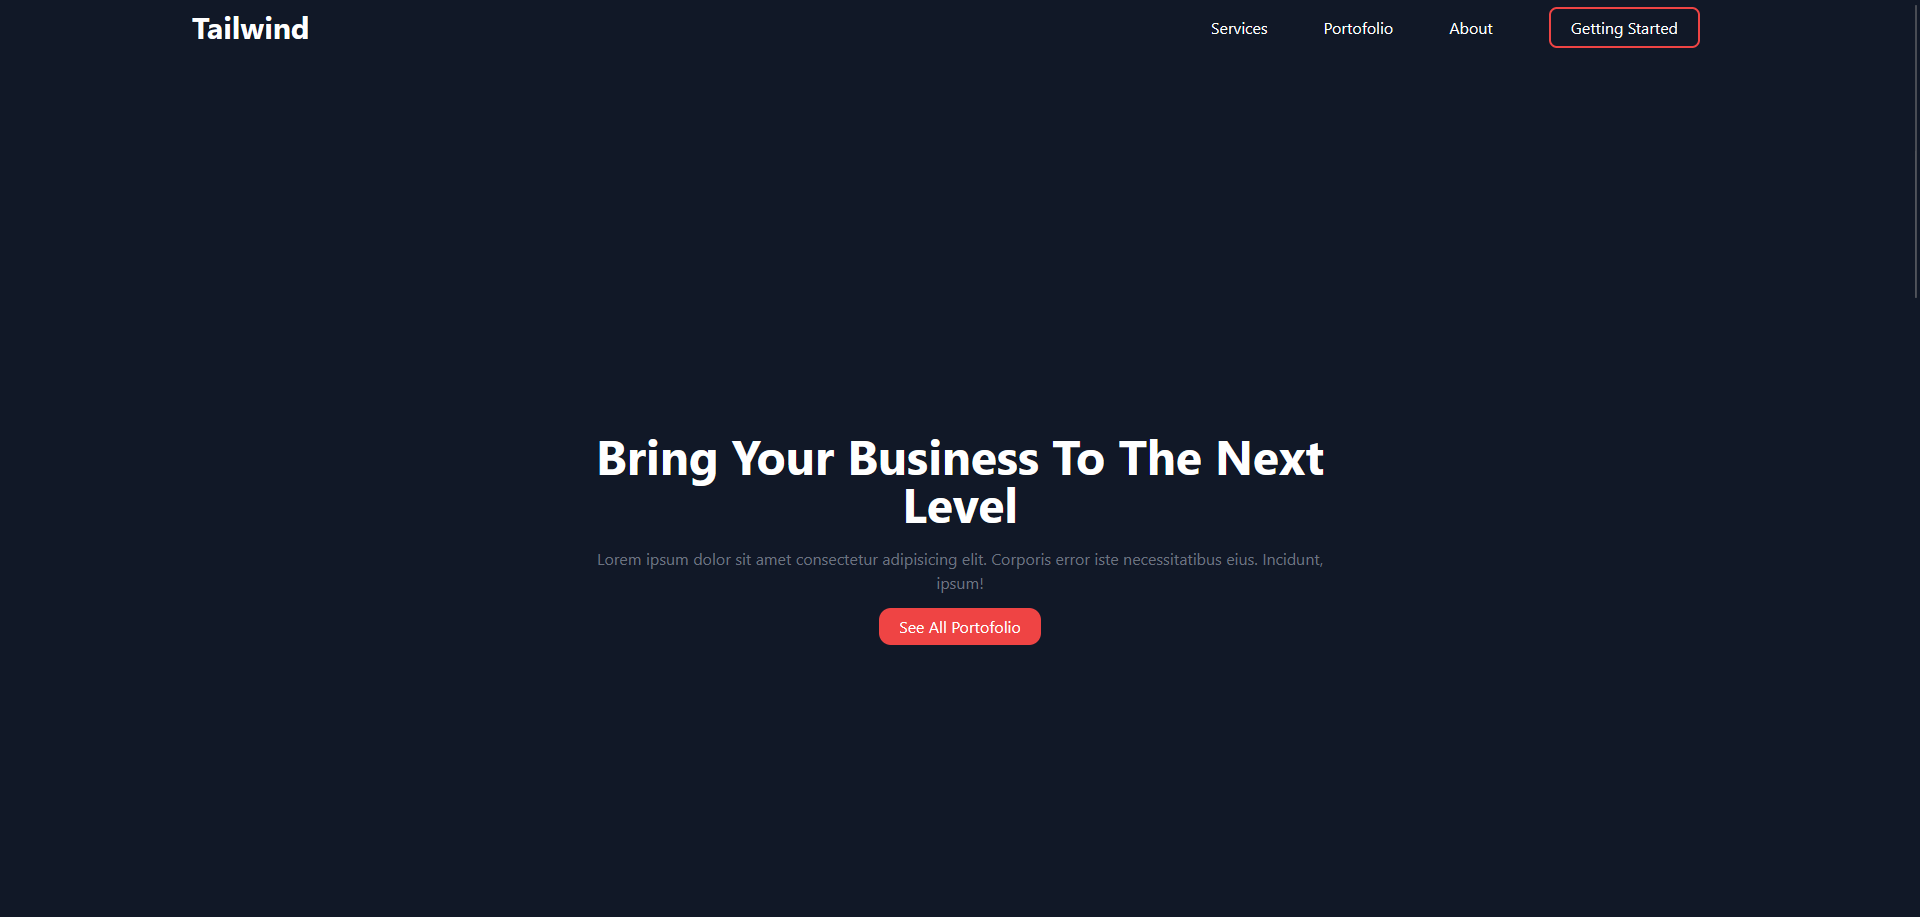 Tailwind
Services
Portofolio
About
Getting Started
Bring Your Business To The Next
Level
Lorem ipsum dolor sit amet consectetur adipisicing elit. Corporis error iste necessitatibus eius. Incidunt,
ipsum!
See All Portofolio